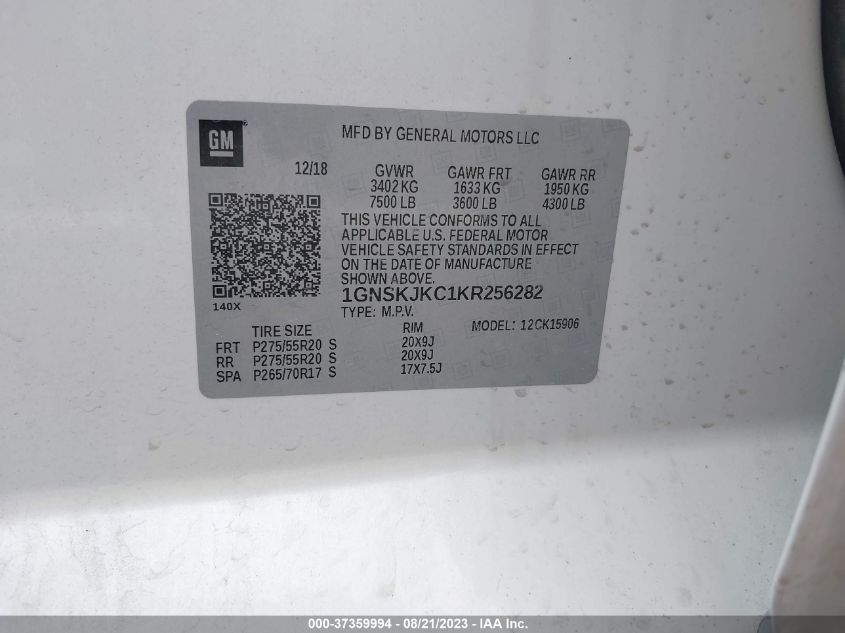 GM
MFD BY GENERAL MOTORS LLC
12/18 GVWR GAWR FRT GAWR RR
3402 KG 1633 KG 1950 KG
7500 LB 3600 LB 4300 LB
THIS VEHICLE CONFORMS TO ALL
APPLICABLE U.S. FEDERAL MOTOR
VEHICLE SAFETY STANDARDS IN EFFECT
ON THE DATE OF MANUFACTURE
SHOWN ABOVE.
140X
1GNSKJKC1KR256282
TYPE: M.P.V.
TIRE SIZE RIM MODEL: 12CK15906
FRT P275/55R20 S 20X9J
RR P275/55R20 S 20X9J
SPA P265/70R17 S 17X7.5J
000-37359994 - 08/21/2023 - IAA Inc.